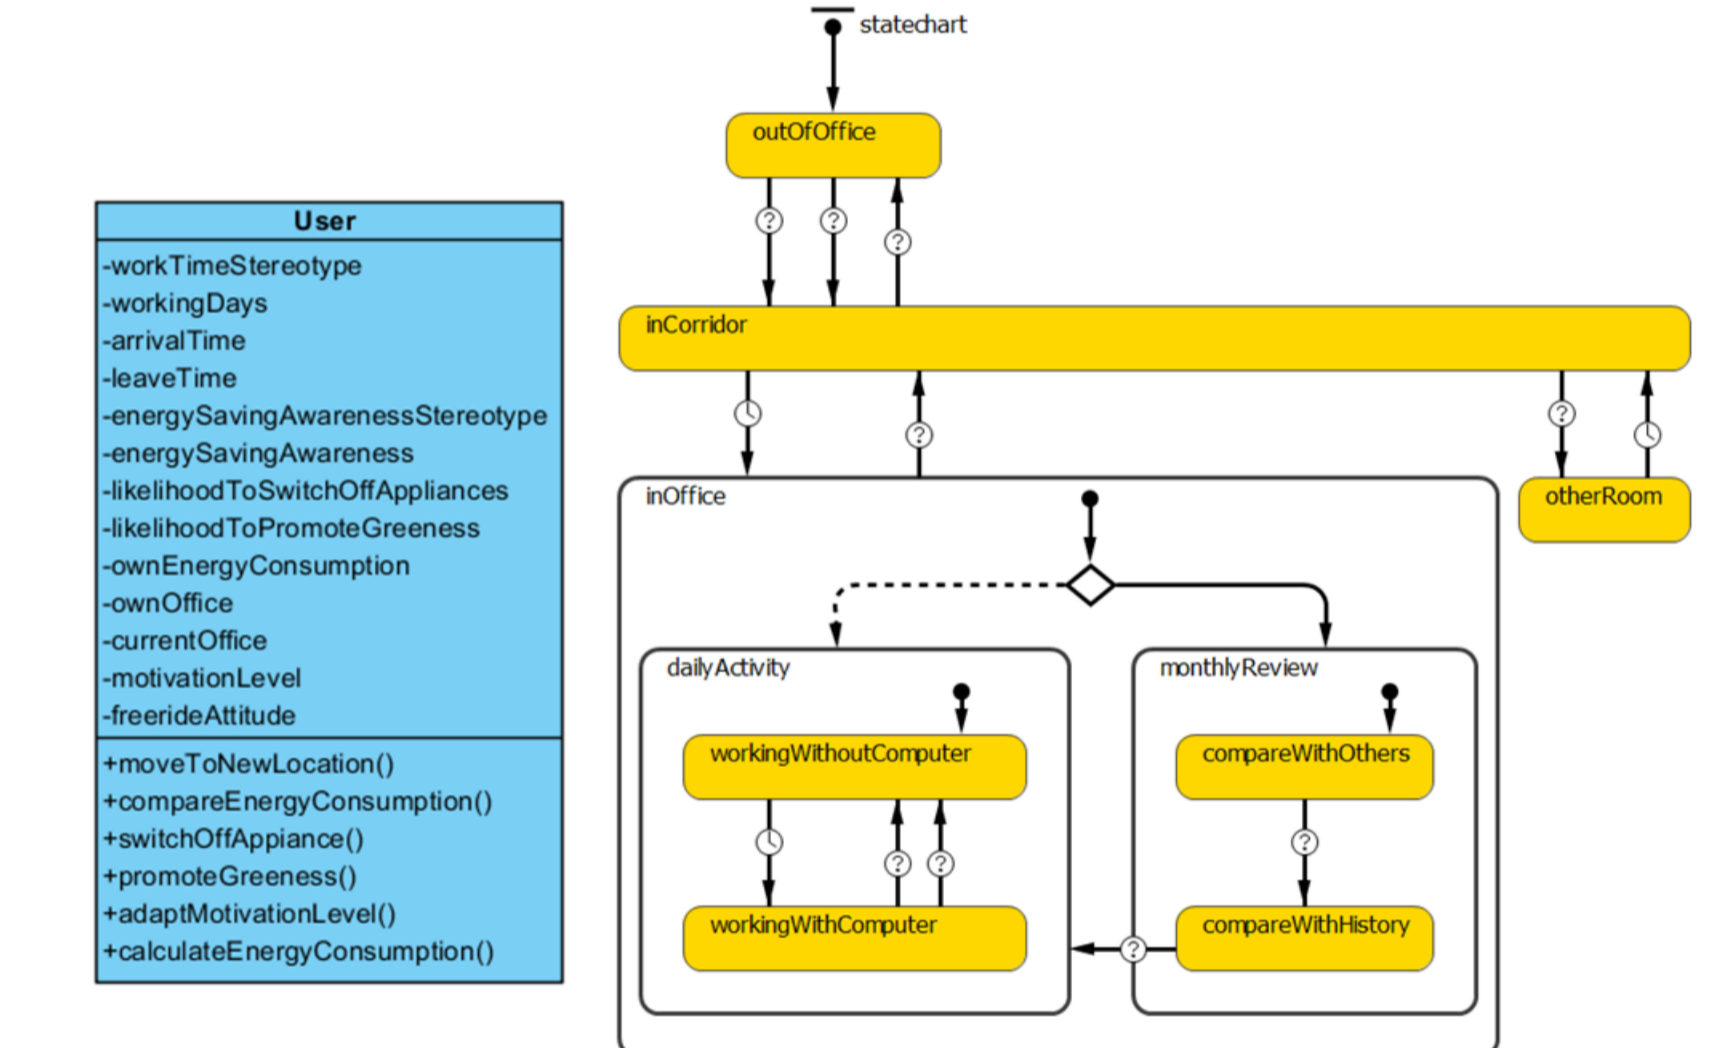 statechart
outOfOffice
User
-workTimeStereotype
-workingDays
-arrivalTime
-leaveTime
-energySavingAwarenessStereotype
-energySavingAwareness
-likelihoodToSwitchOffAppliances
-likelihoodToPromoteGreeness
-ownEnergyConsumption
-ownOffice
-currentOffice
-motivationLevel
-freerideAttitude
+moveToNewLocation()
+compareEnergyConsumption()
+switchOffAppiance()
+promoteGreeness()
+adaptMotivationLevel()
+calculateEnergyConsumption()
?
?
?
inCorridor
?
?
inOffice
otherRoom
dailyActivity
monthlyReview
workingWithoutComputer
compareWithOthers
?
?
?
workingWithComputer
compareWithHistory
?